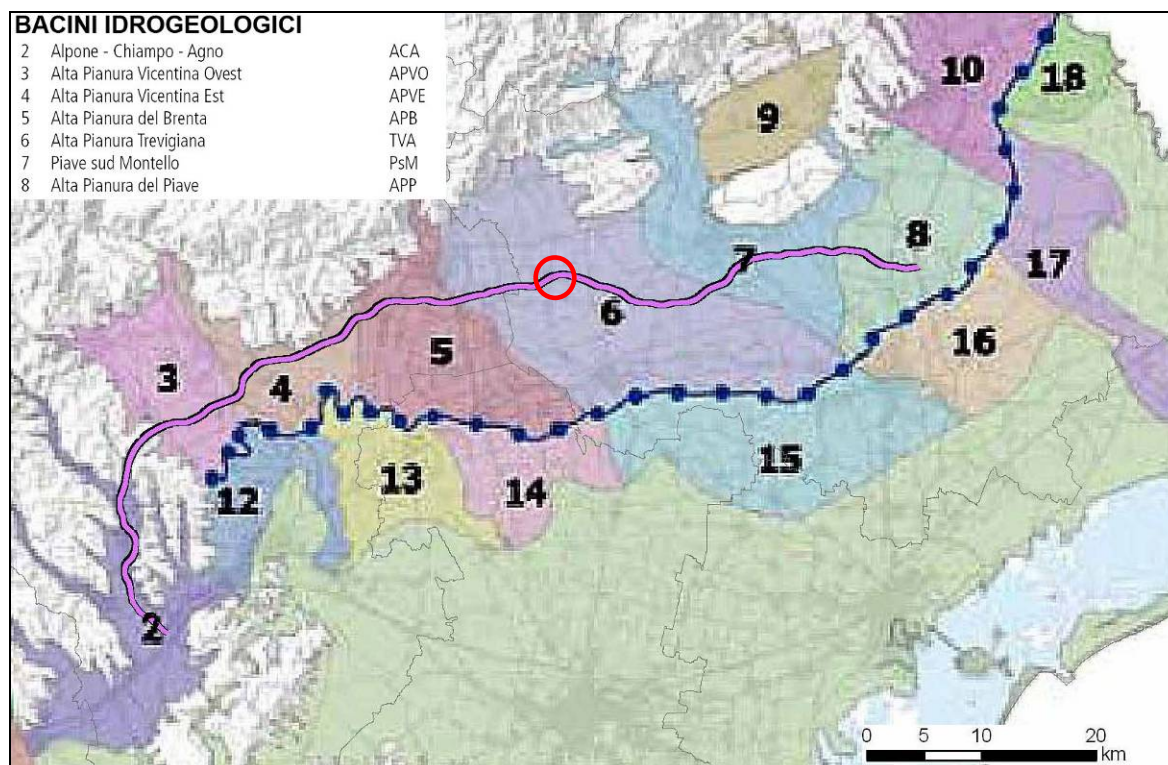 BACINI IDROGEOLOGICI
2 Alpone - Chiampo - Agno ACA
3 Alta Pianura Vicentina Ovest APVO
4 Alta Pianura Vicentina Est APVE
5 Alta Pianura del Brenta APB
6 Alta Pianura Trevigiana TVA
7 Piave sud Montello PsM
8 Alta Pianura del Piave APP
10
18
9
8
7
17
6
5
16
3
4
15
13
12
14
2
0 5 10 20
km